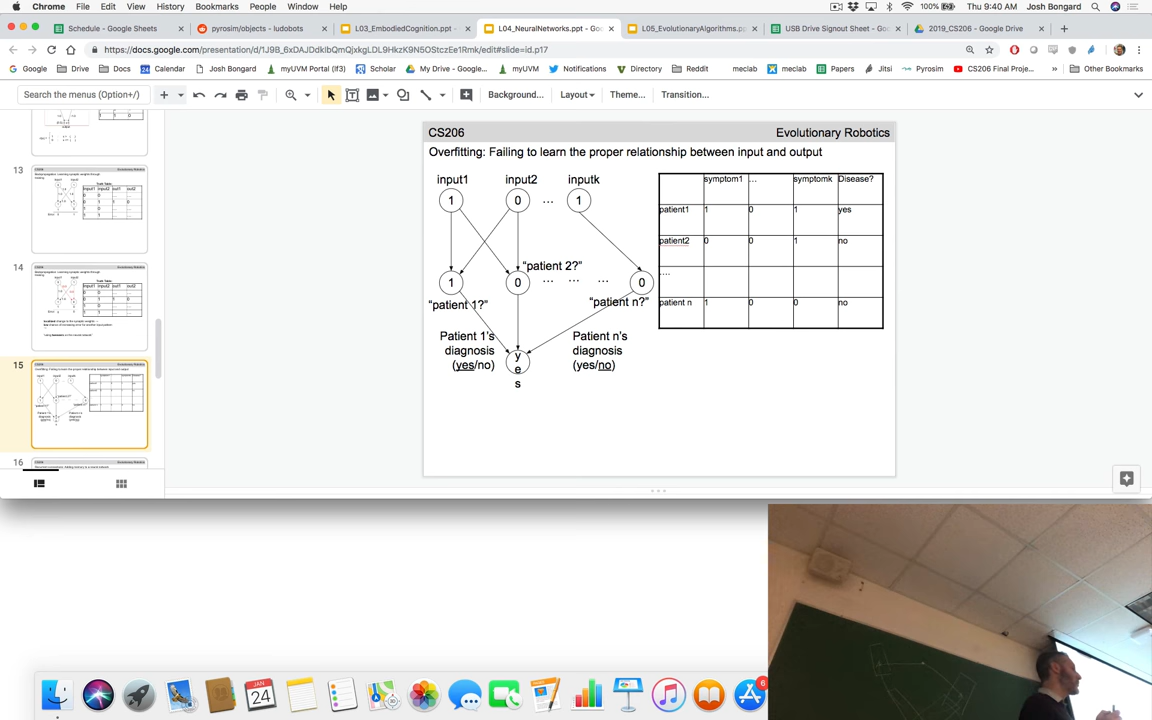 Chrome File Edit View History Bookmarks People Window Help
100% Thu 9:40 AM Josh Bongard
Schedule - Google Sheets
pyrosim/objects - ludobots
L03_EmbodiedCognition.ppt -
L04_NeuralNetworks.ppt - Go
L05_EvolutionaryAlgorithms.pp
USB Drive Signout Sheet - Go
2019_CS206 - Google Drive
https://docs.google.com/presentation/d/1J9B_6xDAJDdklbQmQjxkgLDL9HkzK9N5OStczEe1Rmk/edit#slide=id.p17
Google Drive Docs Calendar Josh Bongard myUVM Portal (lf3) Scholar My Drive - Google... myUVM Notifications Directory Reddit meclab meclab Papers Jitsi Pyrosim CS206 Final Proje... » Other Bookmarks
Search the menus (Option+/)
Background... Layout Theme... Transition...
13
14
15
16
CS206 Evolutionary Robotics
Overfitting: Failing to learn the proper relationship between input and output
input1 input2 inputk
1 0 ... 1
"patient 2?"
1 0 ... ... ... 0
"patient 1?" "patient n?"
Patient 1's
diagnosis
(yes/no)
Patient n's
diagnosis
(yes/no)
y
e
s
symptom1 ... symptomk Disease?
patient1 1 0 1 yes
patient2 0 0 1 no
....
patient n 1 0 0 no
JAN
24
6